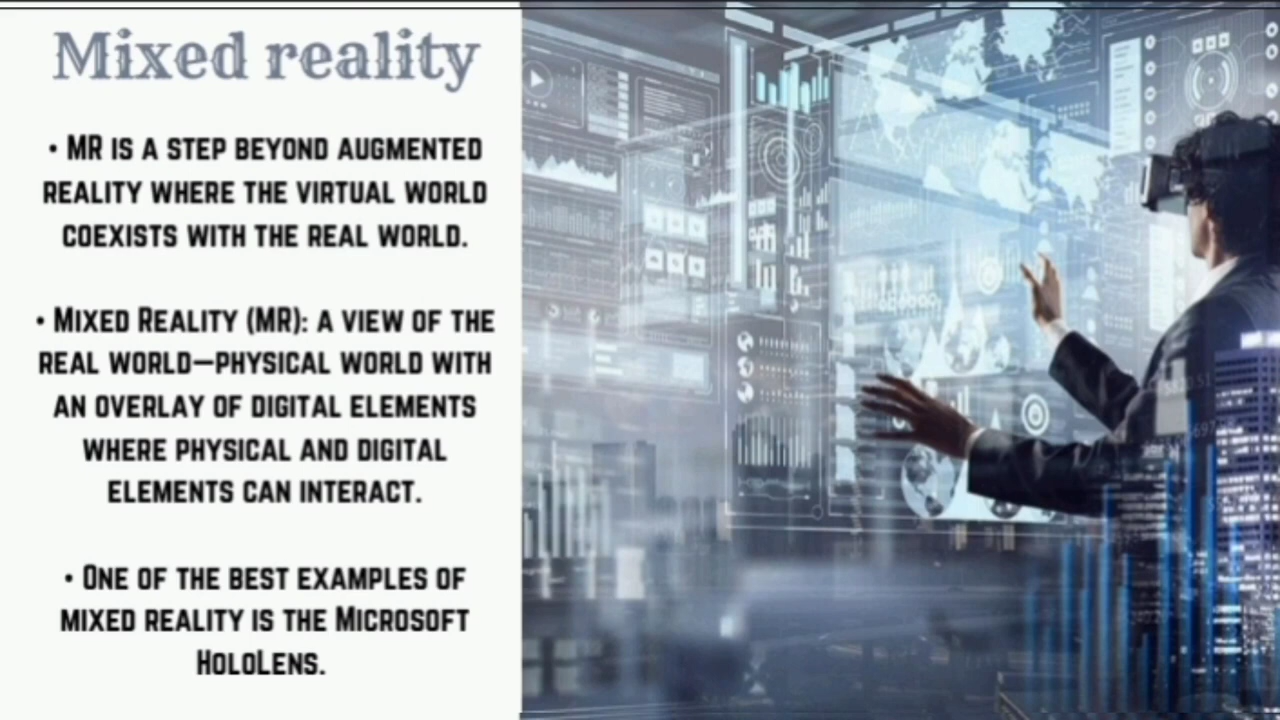 Mixed reality
• MR IS A STEP BEYOND AUGMENTED
REALITY WHERE THE VIRTUAL WORLD
COEXISTS WITH THE REAL WORLD.
• MIXED REALITY (MR): A VIEW OF THE
REAL WORLD—PHYSICAL WORLD WITH
AN OVERLAY OF DIGITAL ELEMENTS
WHERE PHYSICAL AND DIGITAL
ELEMENTS CAN INTERACT.
• ONE OF THE BEST EXAMPLES OF
MIXED REALITY IS THE MICROSOFT
HOLOLENS.